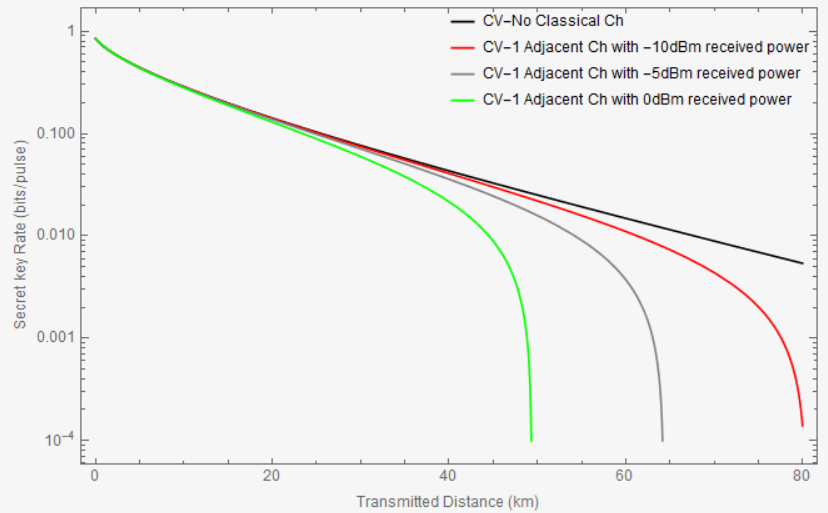 CV-No Classical Ch
CV-1 Adjacent Ch with -10dBm received power
CV-1 Adjacent Ch with -5dBm received power
CV-1 Adjacent Ch with 0dBm received power
1
0.100
0.010
0.001
10⁻⁴
Secret key Rate (bits/pulse)
0 20 40 60 80
Transmitted Distance (km)